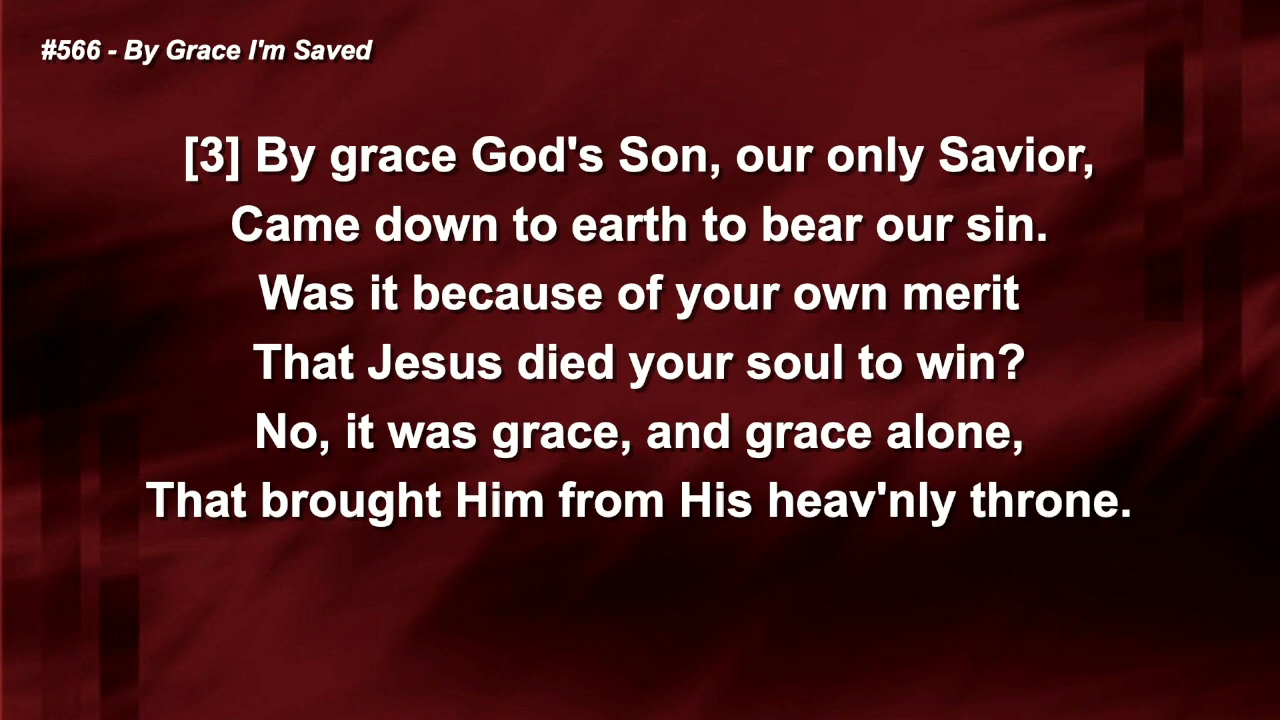 #566 - By Grace I'm Saved
[3] By grace God's Son, our only Savior,
Came down to earth to bear our sin.
Was it because of your own merit
That Jesus died your soul to win?
No, it was grace, and grace alone,
That brought Him from His heav'nly throne.